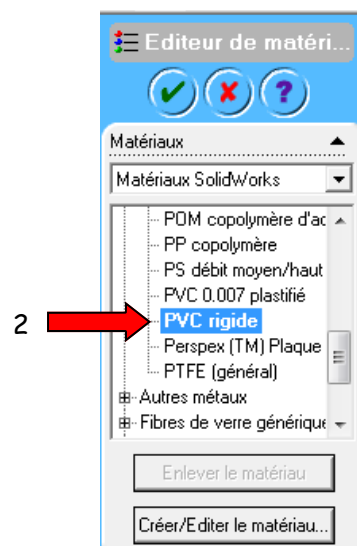 Editeur de matéri...
?
Matériaux
Matériaux SolidWorks
POM copolymère d'ac
PP copolymère
PS débit moyen/haut
PVC 0.007 plastifié
2
PVC rigide
Perspex (TM) Plaque
PTFE (général)
Autres métaux
Fibres de verre générique
Enlever le matériau
Créer/Editer le matériau...